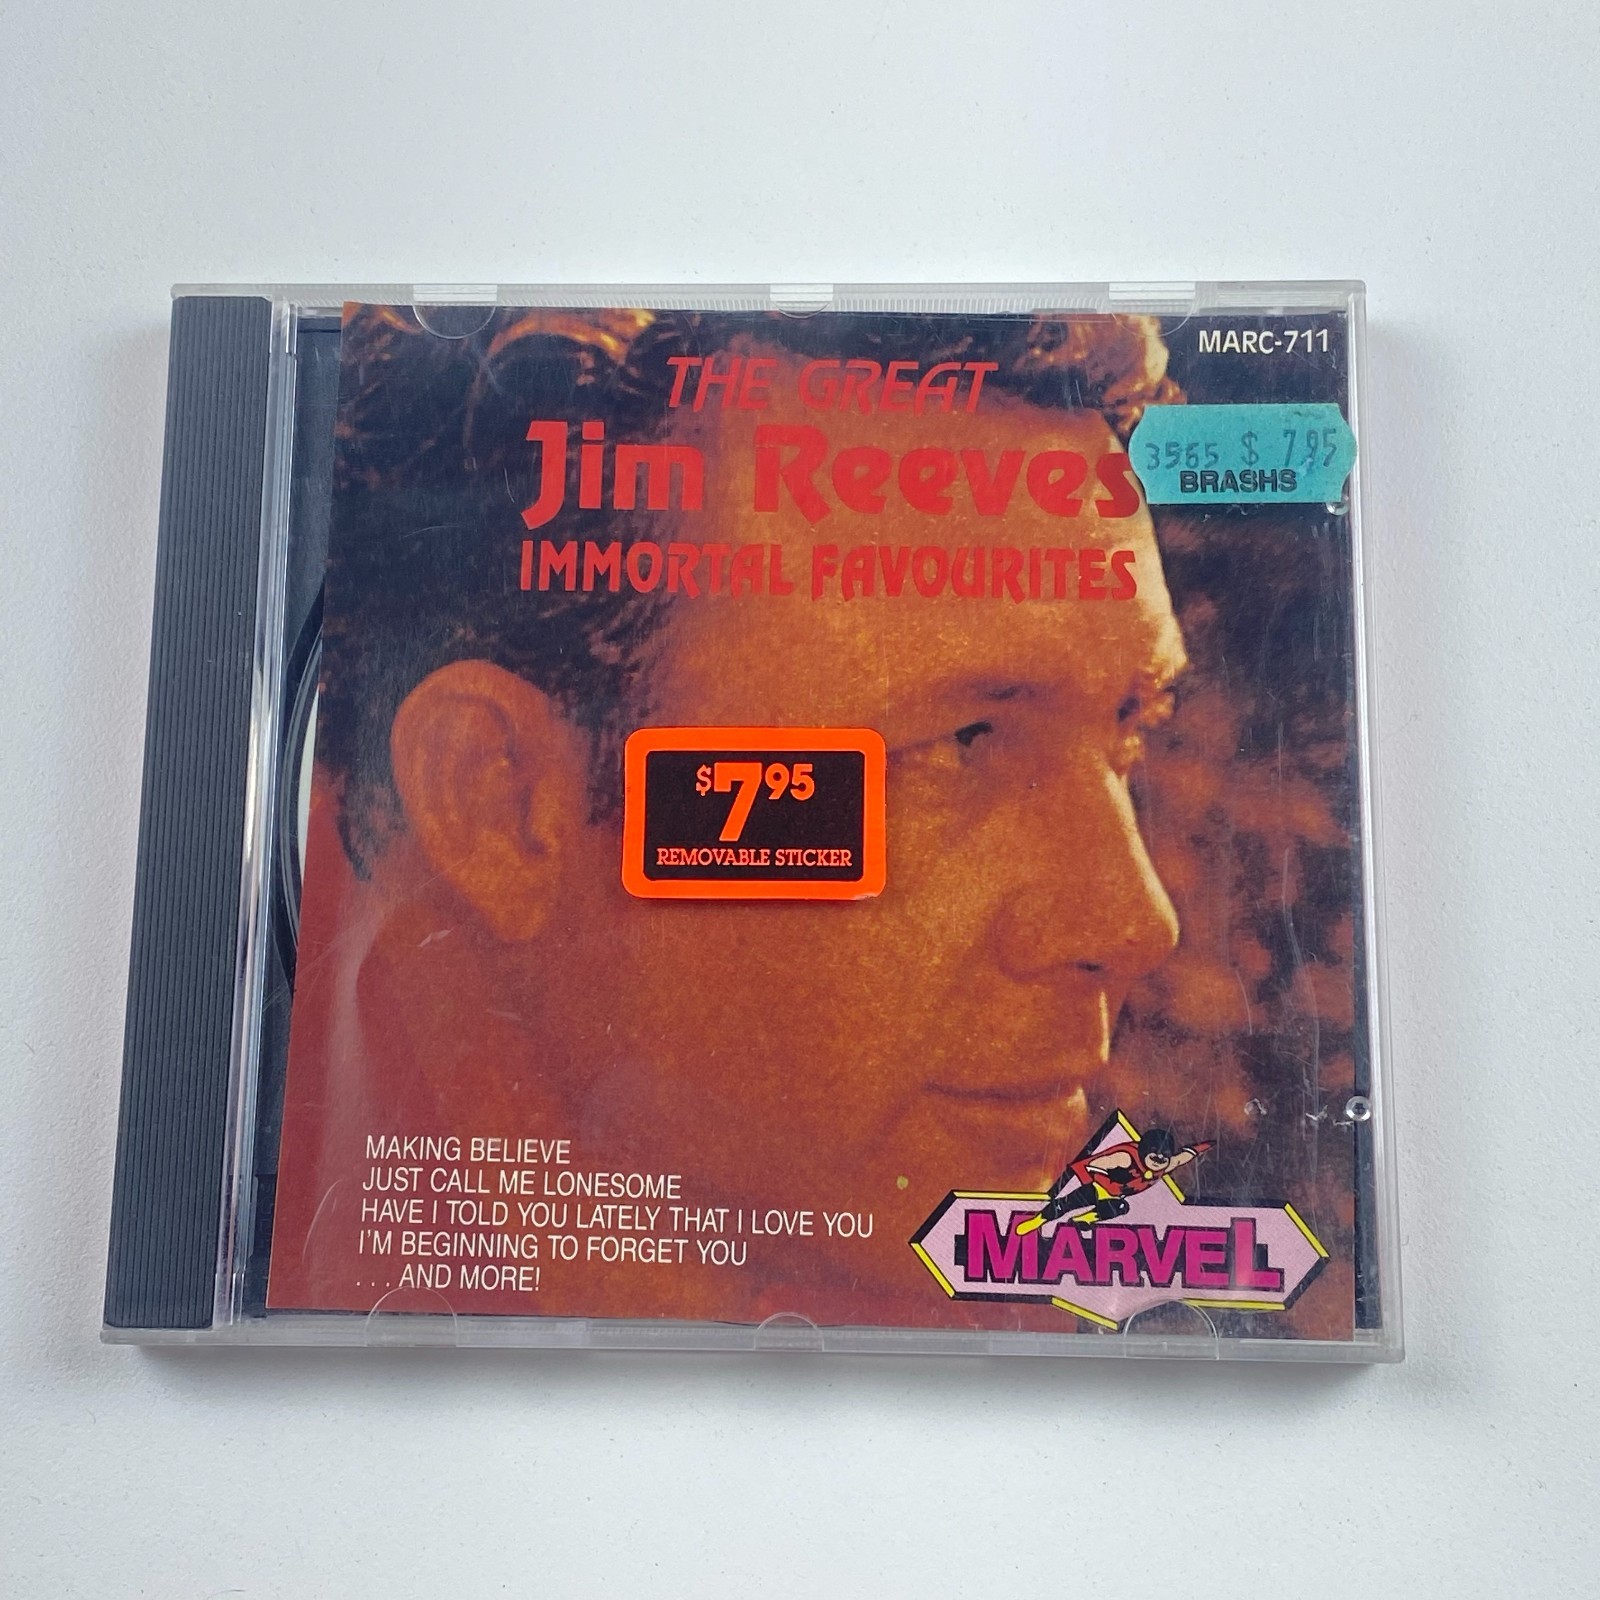 MARC-711
THE GREAT
Jim Reeves
IMMORTAL FAVOURITES
3565 $ 7.95
BRASHS
$7.95
REMOVABLE STICKER
MAKING BELIEVE
JUST CALL ME LONESOME
HAVE I TOLD YOU LATELY THAT I LOVE YOU
I'M BEGINNING TO FORGET YOU
. . . AND MORE!
MARVEL